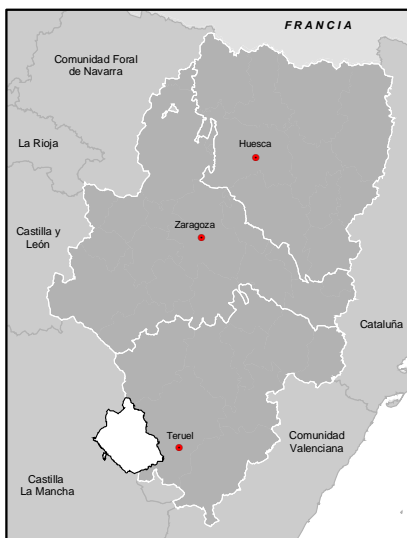 FRANCIA
Comunidad Foral
de Navarra
La Rioja
Huesca
Castilla y
León
Zaragoza
Cataluña
Teruel
Comunidad
Valenciana
Castilla
La Mancha